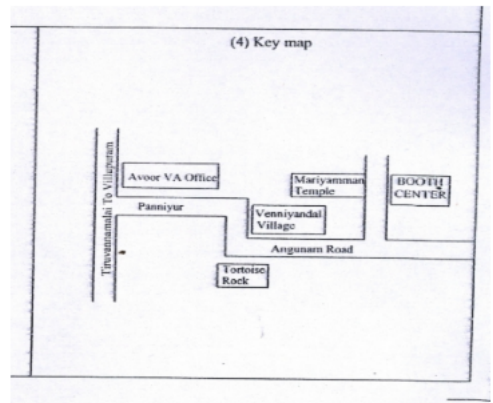 (4) Key map
Tiruvannamalai To Villupuram
Avoor VA Office
Panniyur
Venniyandal
Village
Mariyamman
Temple
BOOTH
CENTER
Angunam Road
Tortoise
Rock